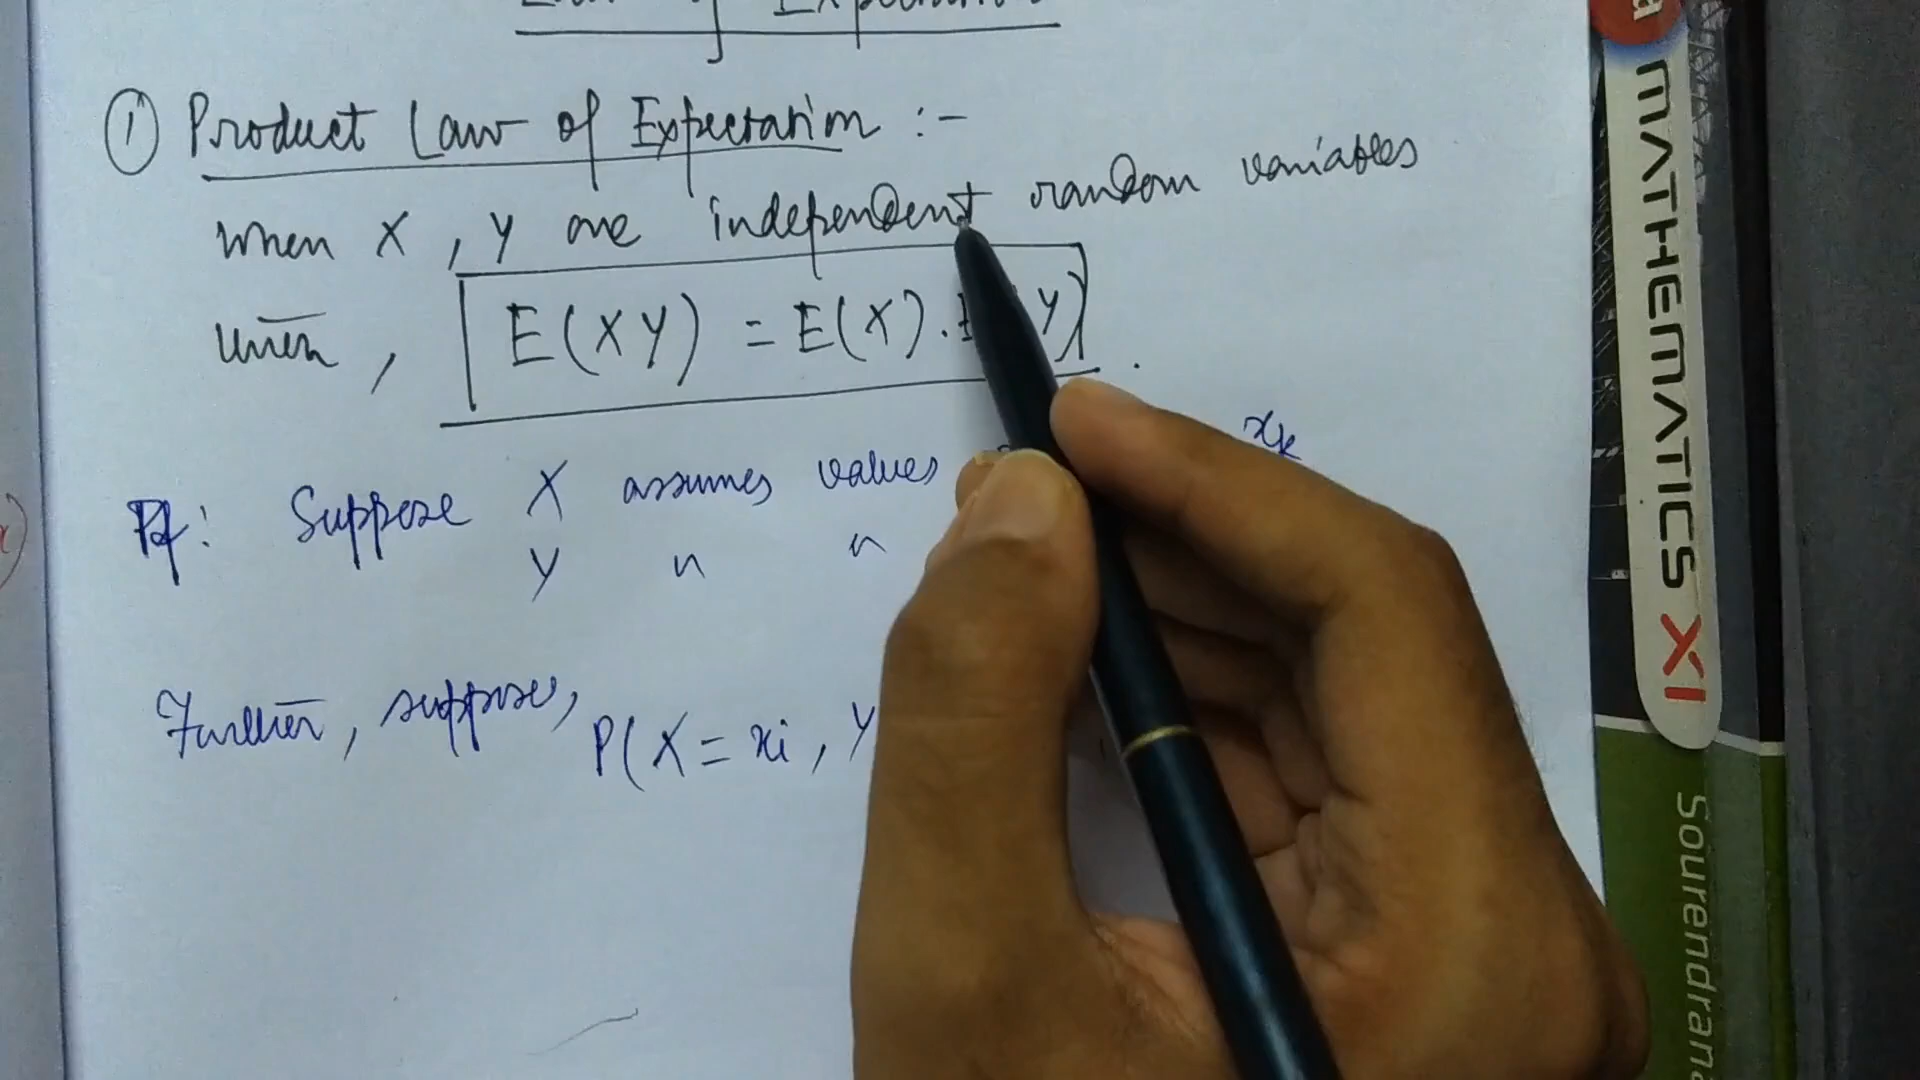 ① Product Law of Expectation :-
when X , Y are independent random variables
then , E(XY) = E(X). Y) .
Pf: Suppose X assumes values xk
Y " "
Further, suppose,
P(X = xi , Y
MATHEMATICS XI
Sourendrana